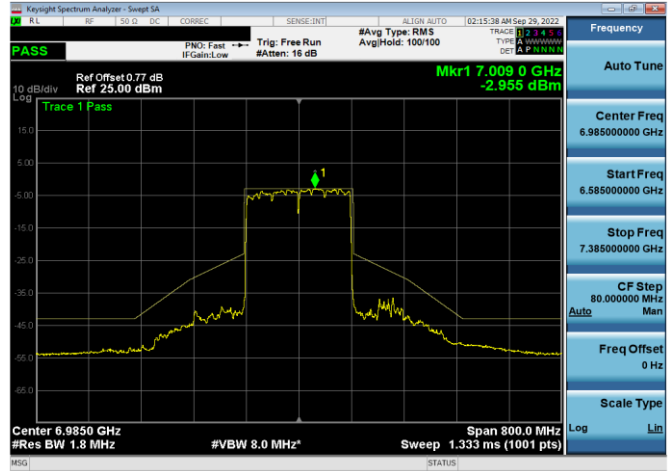 Keysight Spectrum Analyzer - Swept SA
RL RF 50 Ω DC CORREC SENSE:INT ALIGN AUTO 02:15:38 AM Sep 29, 2022
PASS
PNO: Fast
IFGain:Low
Trig: Free Run
#Atten: 16 dB
#Avg Type: RMS
Avg|Hold: 100/100
TRACE 1 2 3 4 5 6
TYPE A WWWWW
DET A P N N N N
Frequency
Mkr1 7.009 0 GHz
-2.955 dBm
Ref Offset 0.77 dB
10 dB/div Ref 25.00 dBm
Log
Trace 1 Pass
15.0
5.00
-5.00
-15.0
-25.0
-35.0
-45.0
-55.0
-65.0
1
Center 6.9850 GHz Span 800.0 MHz
#Res BW 1.8 MHz #VBW 8.0 MHz* Sweep 1.333 ms (1001 pts)
Auto Tune
Center Freq
6.985000000 GHz
Start Freq
6.585000000 GHz
Stop Freq
7.385000000 GHz
CF Step
80.000000 MHz
Auto Man
Freq Offset
0 Hz
Scale Type
Log Lin
MSG STATUS